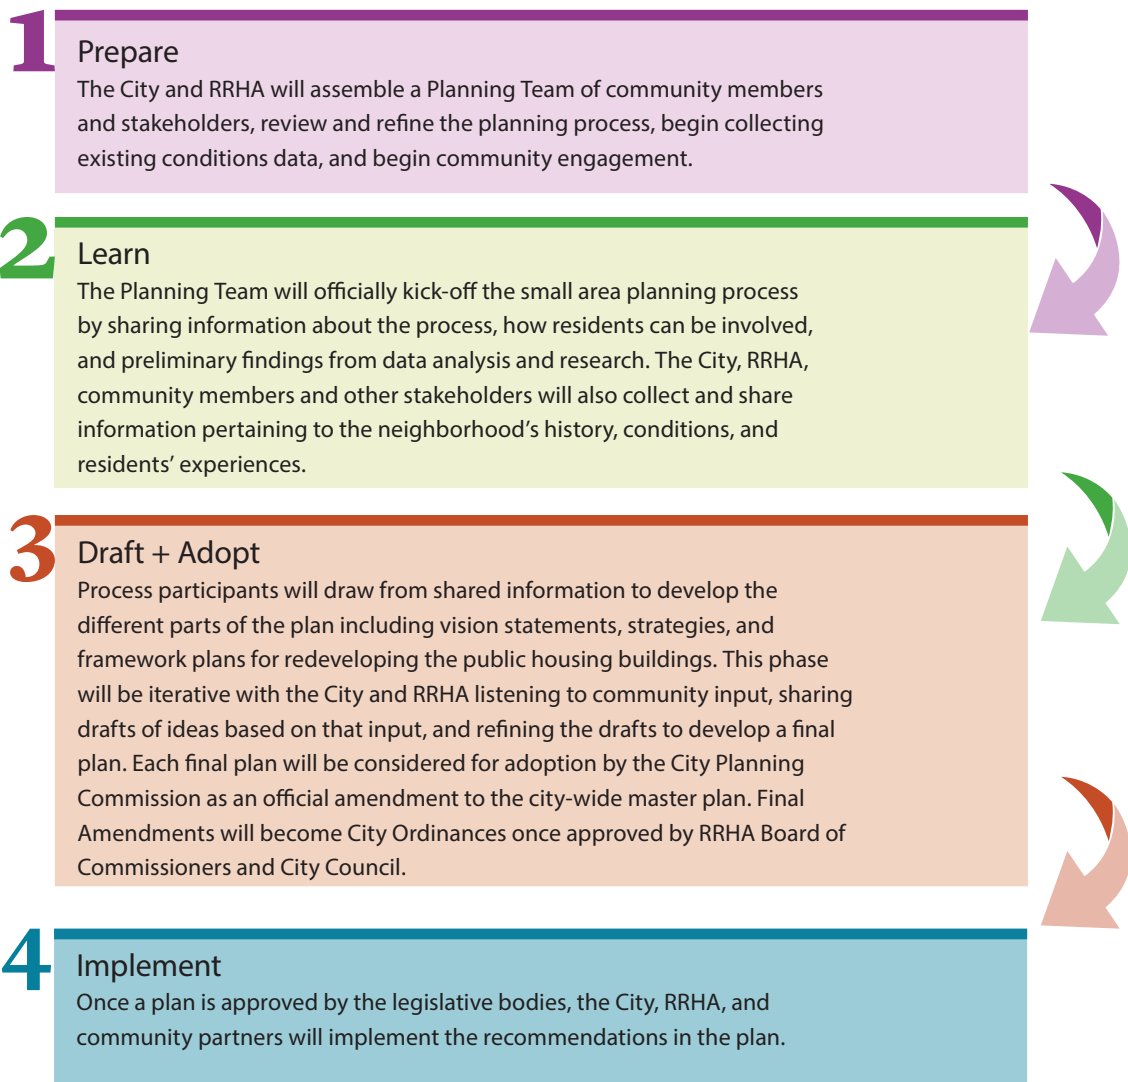 1
Prepare
The City and RRHA will assemble a Planning Team of community members
and stakeholders, review and refine the planning process, begin collecting
existing conditions data, and begin community engagement.
2
Learn
The Planning Team will officially kick-off the small area planning process
by sharing information about the process, how residents can be involved,
and preliminary findings from data analysis and research. The City, RRHA,
community members and other stakeholders will also collect and share
information pertaining to the neighborhood’s history, conditions, and
residents’ experiences.
3
Draft + Adopt
Process participants will draw from shared information to develop the
different parts of the plan including vision statements, strategies, and
framework plans for redeveloping the public housing buildings. This phase
will be iterative with the City and RRHA listening to community input, sharing
drafts of ideas based on that input, and refining the drafts to develop a final
plan. Each final plan will be considered for adoption by the City Planning
Commission as an official amendment to the city-wide master plan. Final
Amendments will become City Ordinances once approved by RRHA Board of
Commissioners and City Council.
4
Implement
Once a plan is approved by the legislative bodies, the City, RRHA, and
community partners will implement the recommendations in the plan.